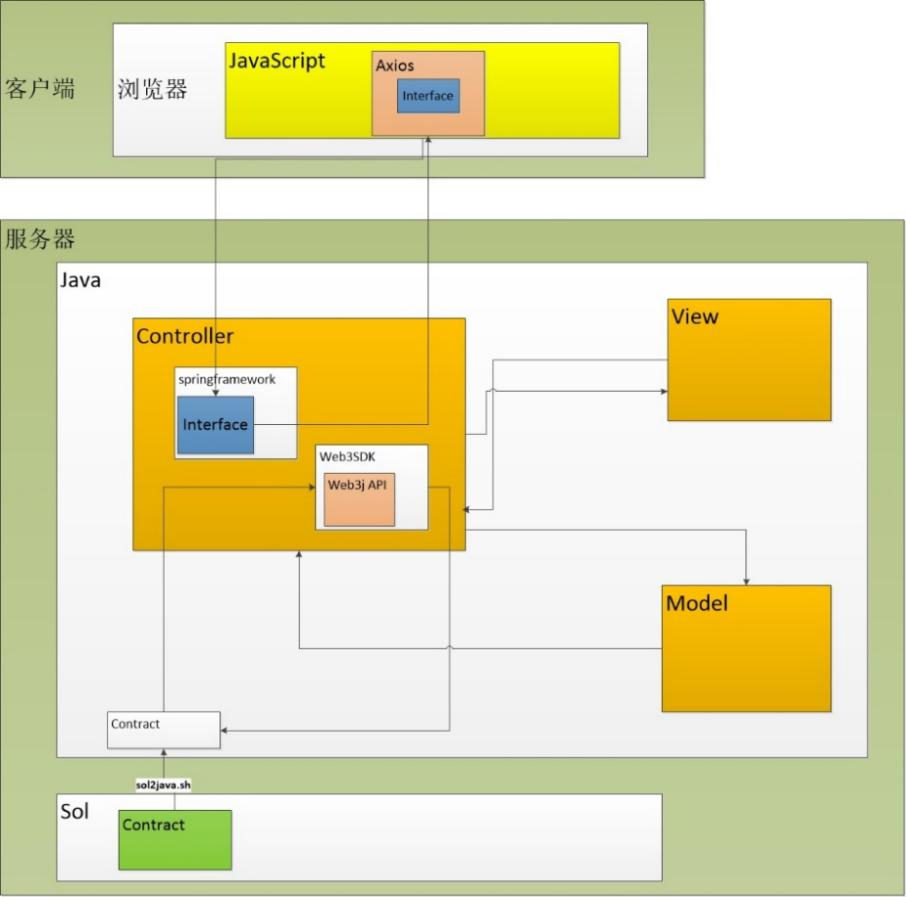 客户端
浏览器
JavaScript
Axios
Interface
服务器
Java
Controller
springframework
Interface
Web3SDK
Web3j API
View
Model
Contract
sol2java.sh
Sol
Contract